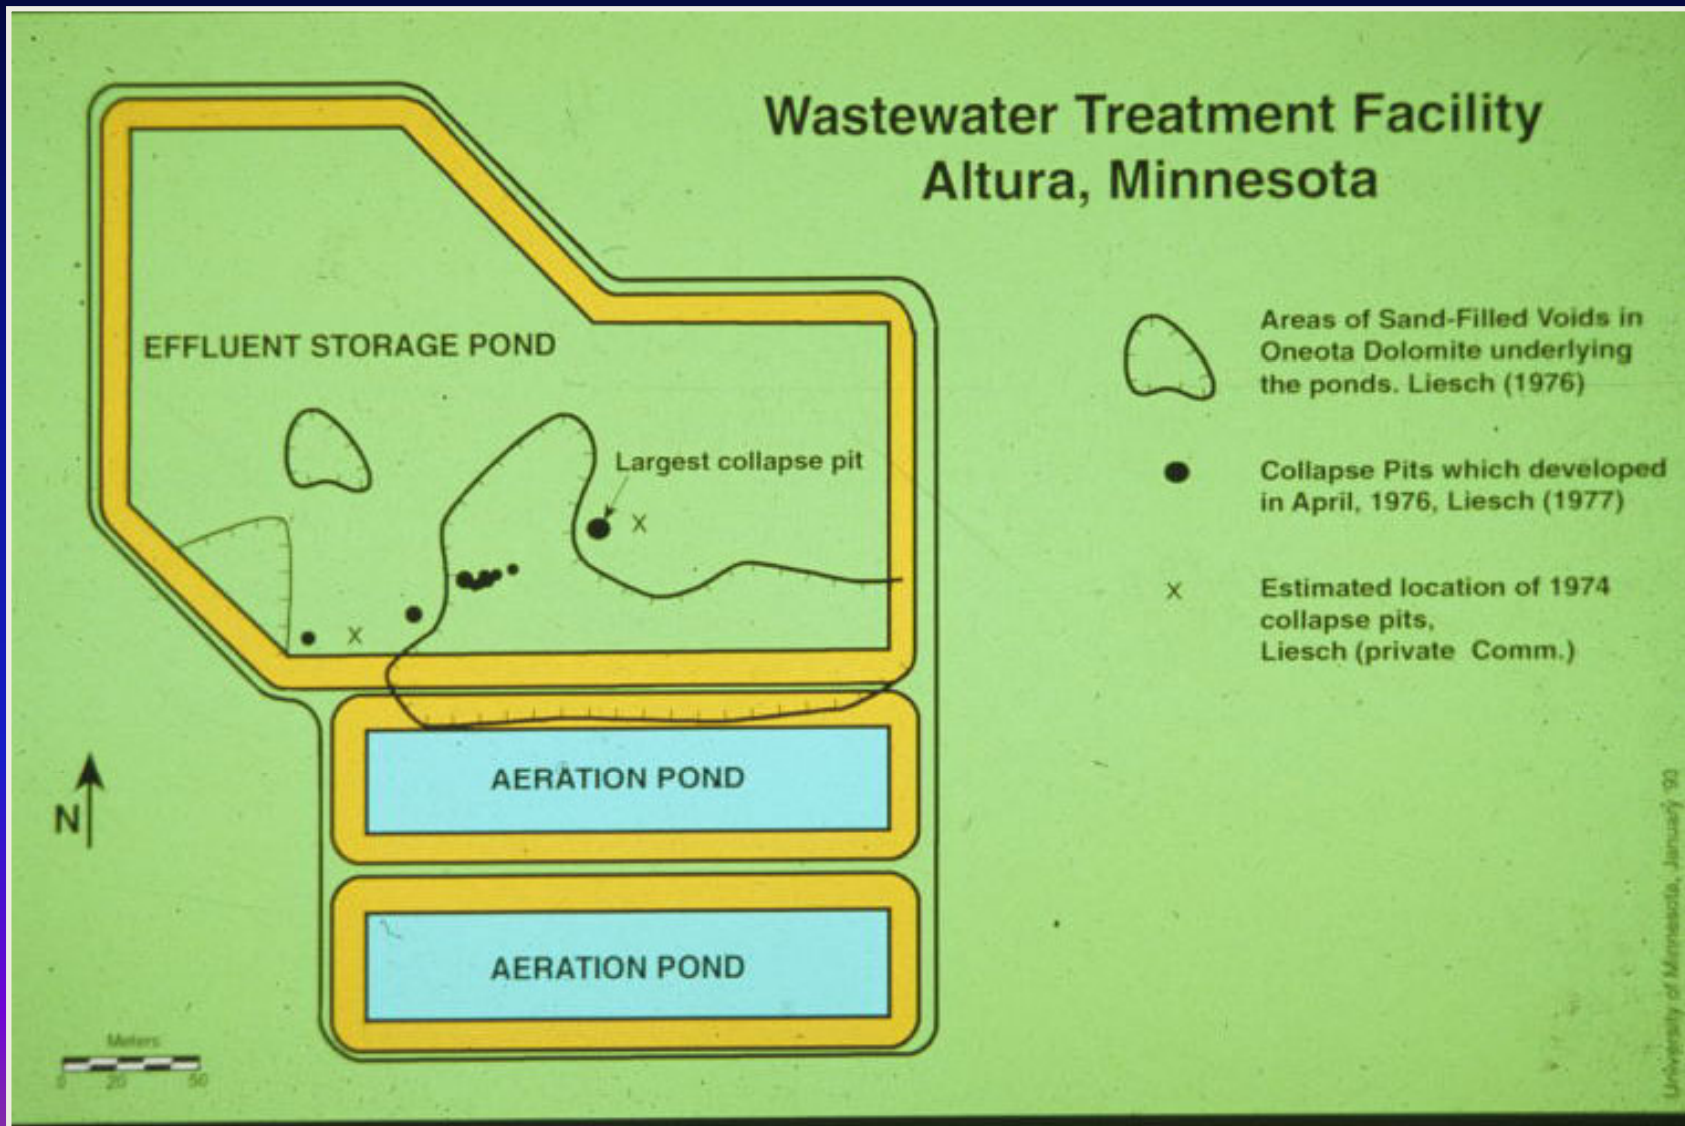 Wastewater Treatment Facility
Altura, Minnesota
EFFLUENT STORAGE POND
Largest collapse pit
X
X
AERATION POND
AERATION POND
Areas of Sand-Filled Voids in
Oneota Dolomite underlying
the ponds. Liesch (1976)
Collapse Pits which developed
in April, 1976, Liesch (1977)
X
Estimated location of 1974
collapse pits,
Liesch (private Comm.)
N
Meters
0 20 50
University of Minnesota, January '93